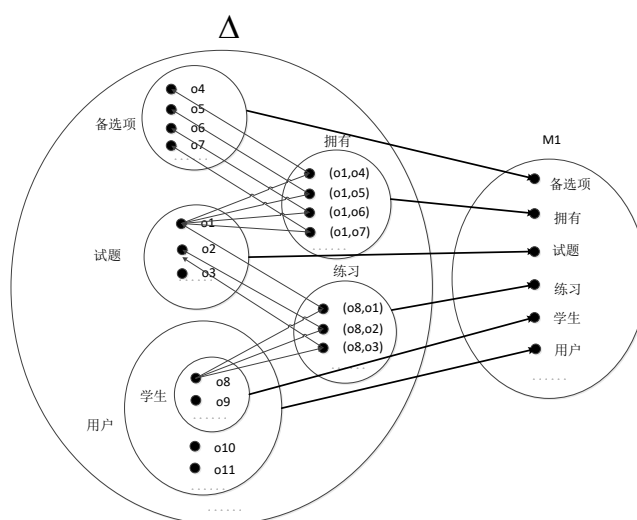 Δ
o4
o5
o6
o7
......
备选项
拥有
(o1,o4)
(o1,o5)
(o1,o6)
(o1,o7)
......
试题
o1
o2
o3
......
练习
(o8,o1)
(o8,o2)
(o8,o3)
......
学生
o8
o9
......
用户
o10
o11
......
......
M1
备选项
拥有
试题
练习
学生
用户
......